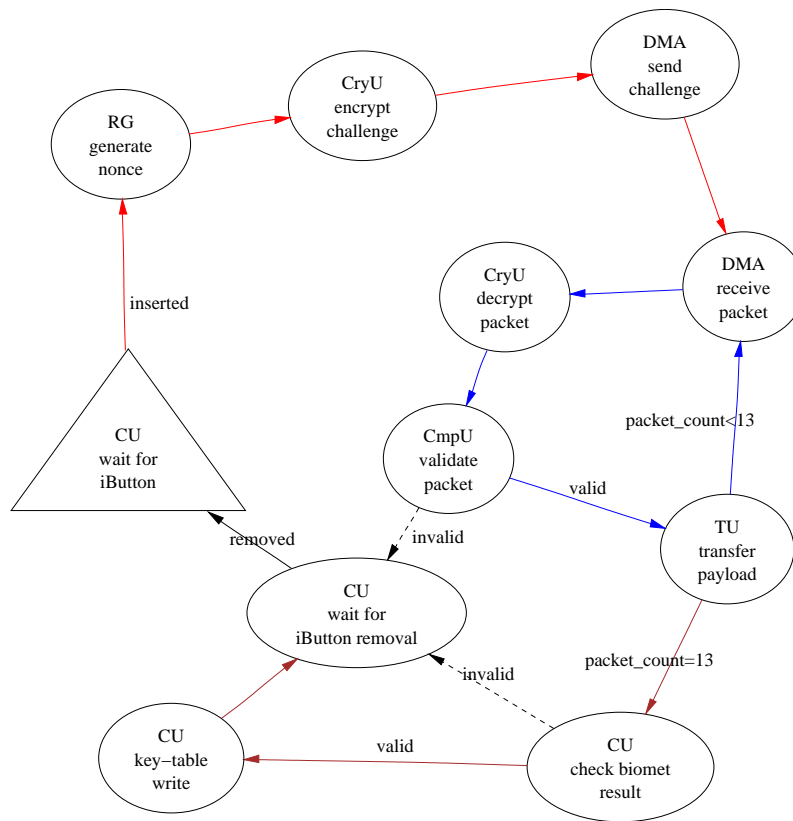 DMA
send
challenge
CryU
encrypt
challenge
RG
generate
nonce
DMA
receive
packet
CryU
decrypt
packet
inserted
CU
wait for
iButton
CmpU
validate
packet
packet_count<13
valid
invalid
removed
TU
transfer
payload
CU
wait for
iButton removal
packet_count=13
invalid
CU
key−table
write
valid
CU
check biomet
result